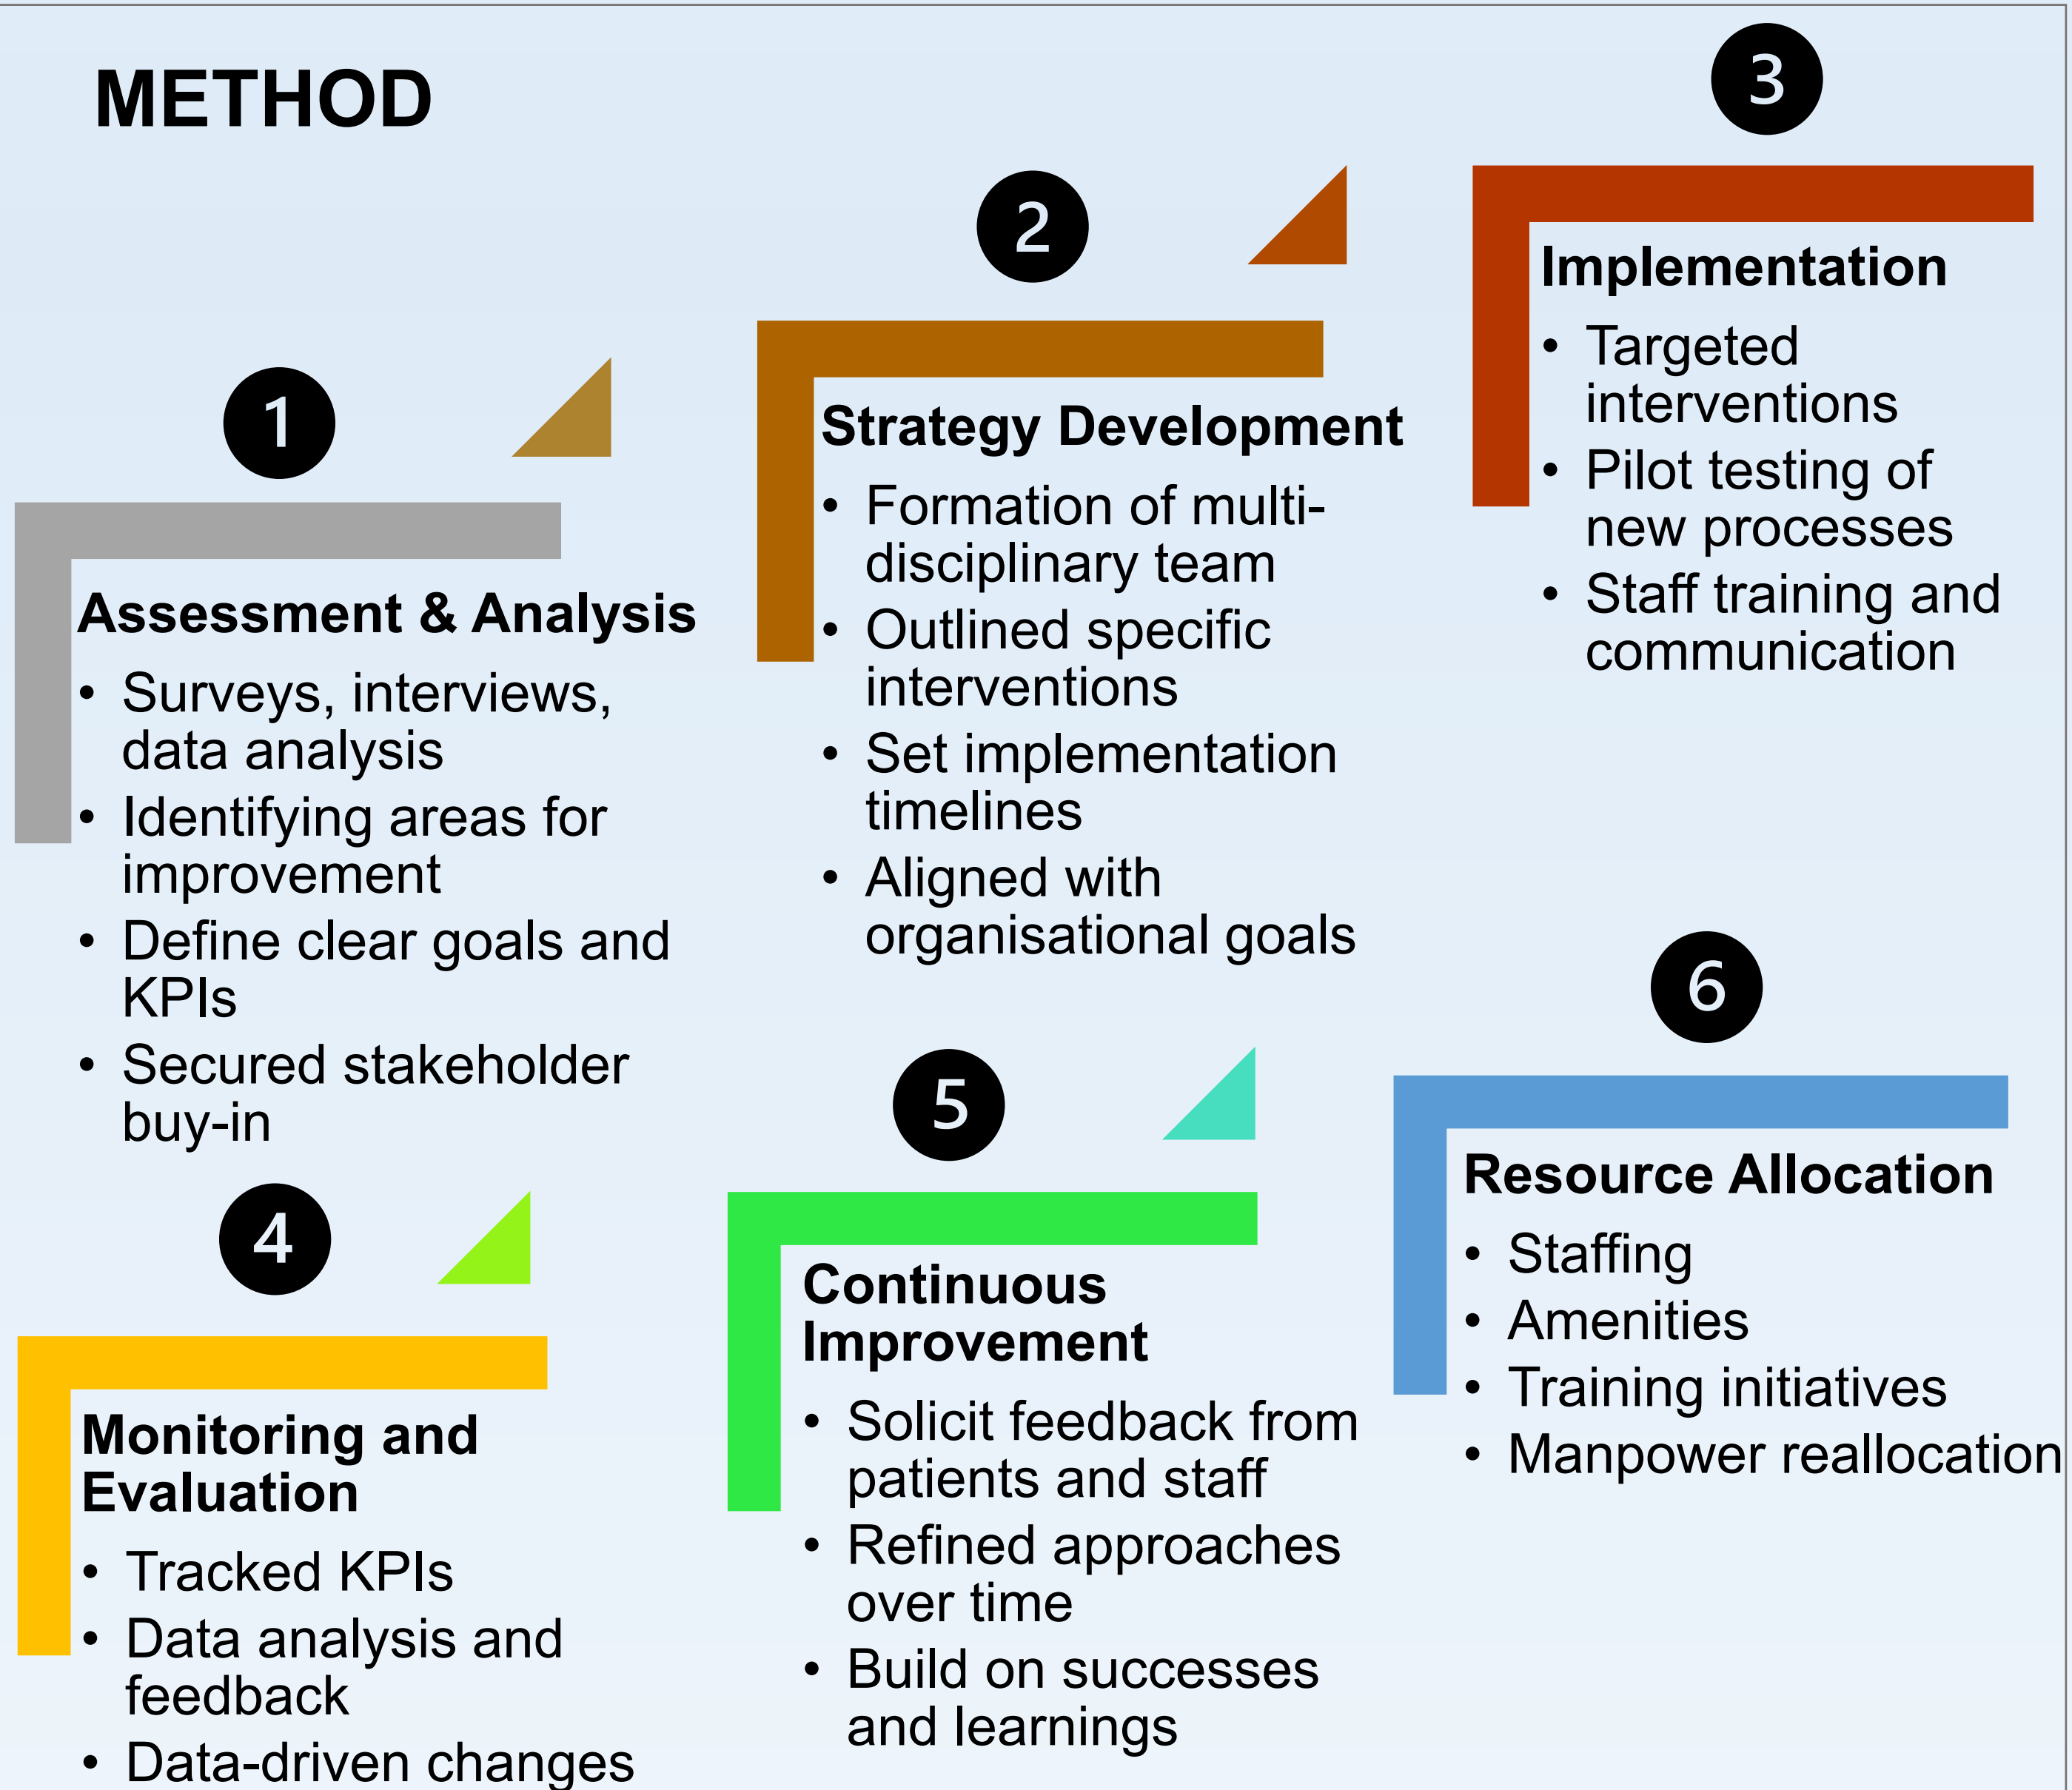 METHOD
1
Assessment & Analysis
• Surveys, interviews,
data analysis
• Identifying areas for
improvement
• Define clear goals and
KPIs
• Secured stakeholder
buy-in
2
Strategy Development
• Formation of multi-
disciplinary team
• Outlined specific
interventions
• Set implementation
timelines
• Aligned with
organisational goals
3
Implementation
• Targeted
interventions
• Pilot testing of
new processes
• Staff training and
communication
4
Monitoring and
Evaluation
• Tracked KPIs
• Data analysis and
feedback
• Data-driven changes
5
Continuous
Improvement
• Solicit feedback from
patients and staff
• Refined approaches
over time
• Build on successes
and learnings
6
Resource Allocation
• Staffing
• Amenities
• Training initiatives
• Manpower reallocation